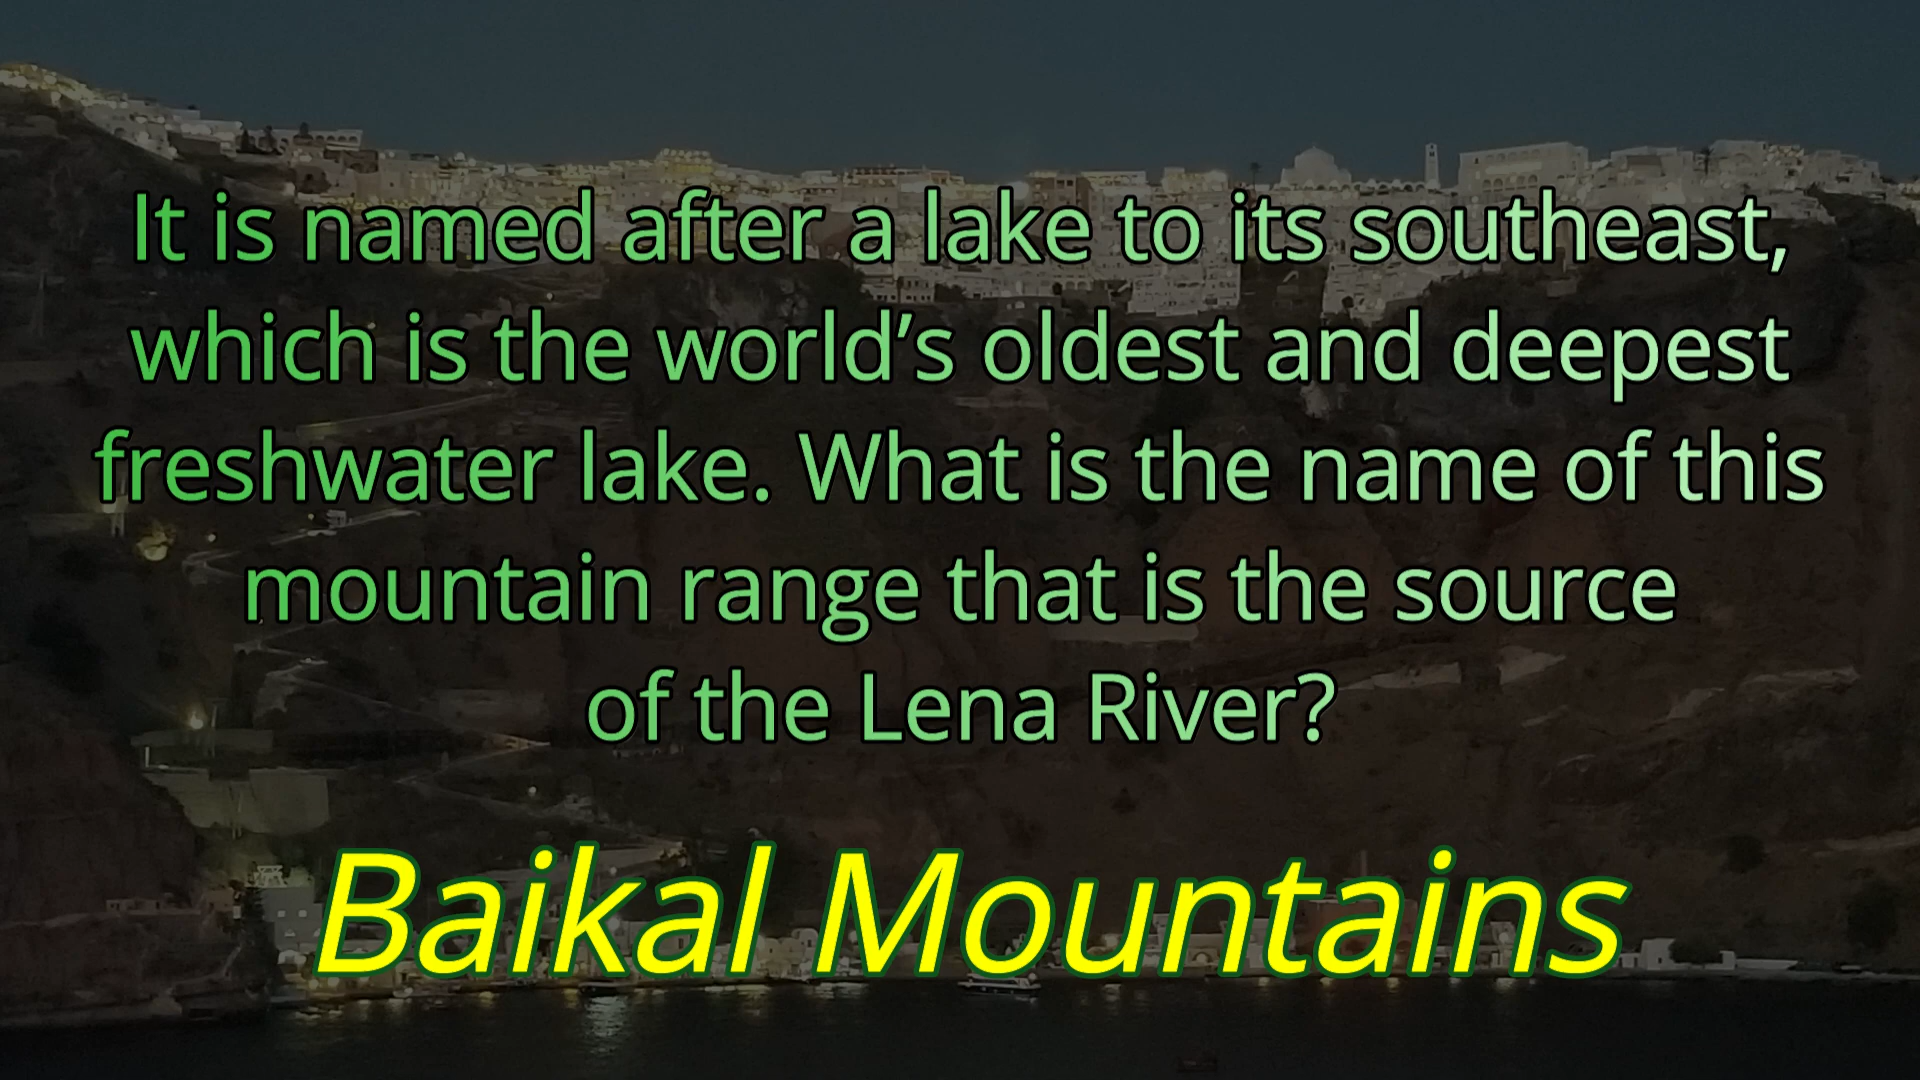 It is named after a lake to its southeast,
which is the world’s oldest and deepest
freshwater lake. What is the name of this
mountain range that is the source
of the Lena River?
Baikal Mountains